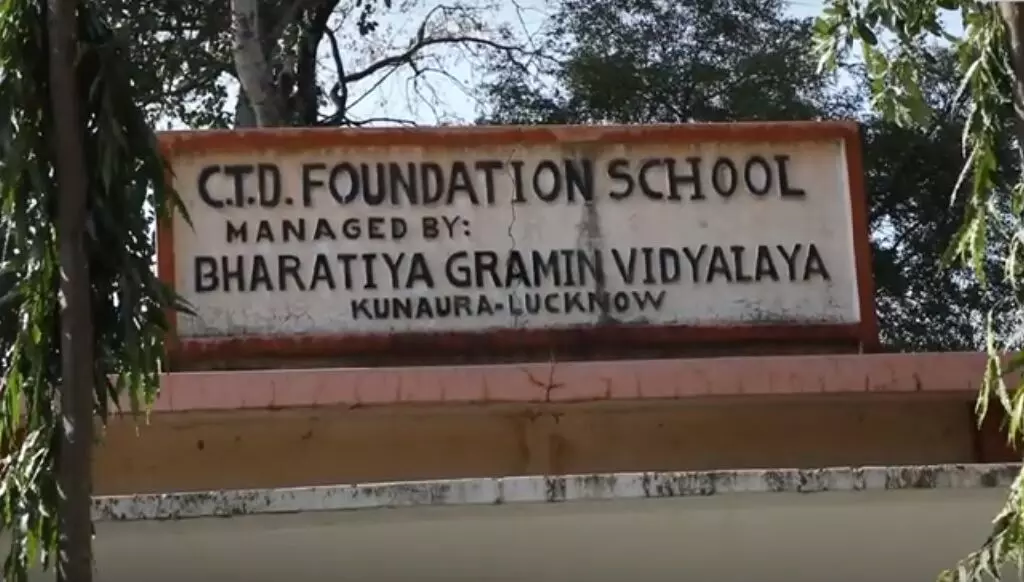 C.T.D. FOUNDATION SCHOOL
MANAGED BY:
BHARATIYA GRAMIN VIDYALAYA
KUNAURA-LUCKNOW